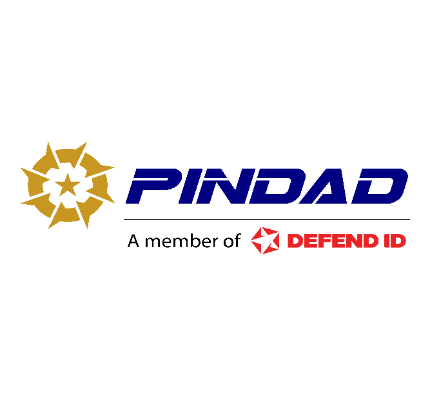 PINDAD
A member of DEFEND ID